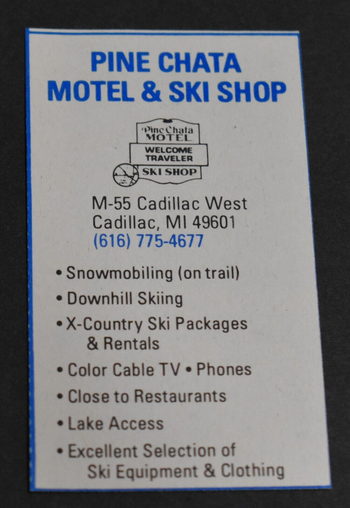 PINE CHATA
MOTEL & SKI SHOP
Pine Chata
MOTEL
WELCOME
TRAVELER
SKI SHOP
M-55 Cadillac West
Cadillac, MI 49601
(616) 775-4677
• Snowmobiling (on trail)
• Downhill Skiing
• X-Country Ski Packages
& Rentals
• Color Cable TV • Phones
• Close to Restaurants
• Lake Access
• Excellent Selection of
Ski Equipment & Clothing